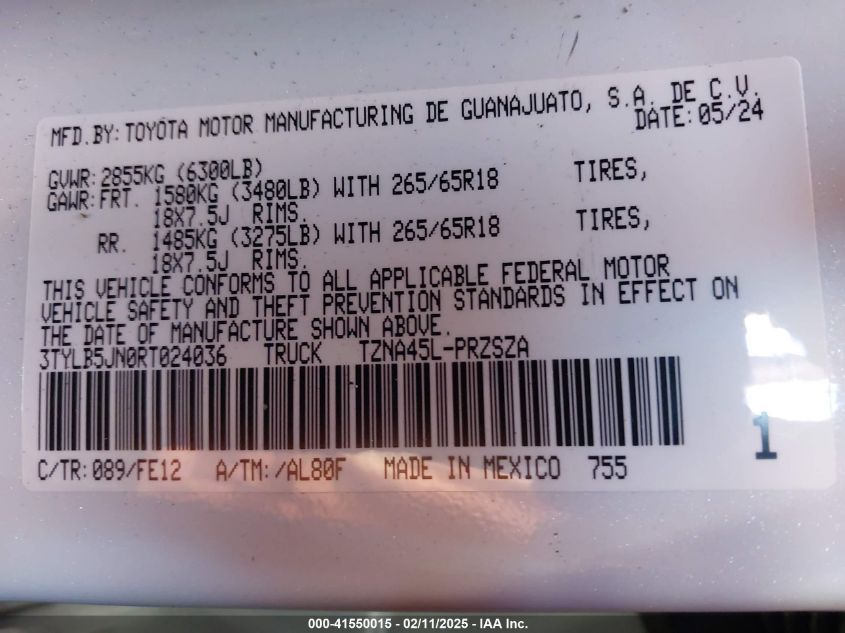 MFD.BY: TOYOTA MOTOR MANUFACTURING DE GUANAJUATO, S.A. DE C.V.
DATE: 05/24
GVWR: 2855KG (6300LB)
GAWR: FRT. 1580KG (3480LB) WITH 265/65R18 TIRES,
18X7.5J RIMS.
RR. 1485KG (3275LB) WITH 265/65R18 TIRES,
18X7.5J RIMS.
THIS VEHICLE CONFORMS TO ALL APPLICABLE FEDERAL MOTOR
VEHICLE SAFETY AND THEFT PREVENTION STANDARDS IN EFFECT ON
THE DATE OF MANUFACTURE SHOWN ABOVE.
3TYLB5JN0RT024036 TRUCK TZNA45L-PRZSZA
1
C/TR: 089/FE12 A/TM: /AL80F MADE IN MEXICO 755
000-41550015 - 02/11/2025 - IAA Inc.